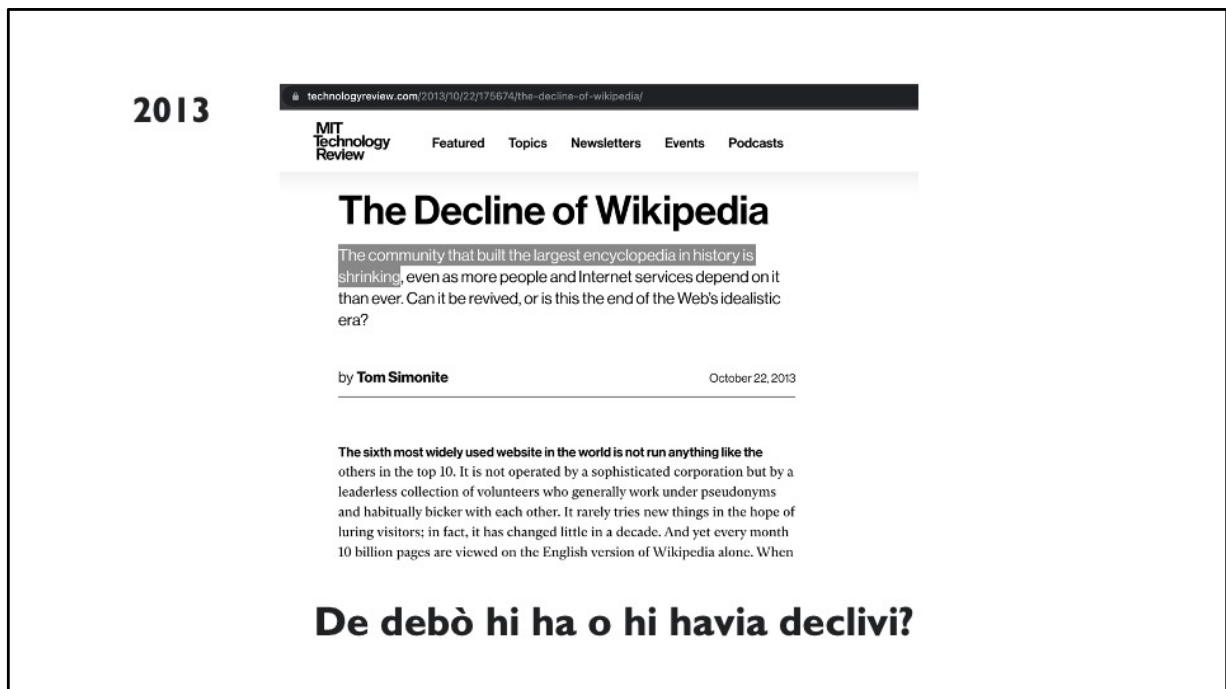 2013
technologyreview.com/2013/10/22/175674/the-decline-of-wikipedia/
MIT
Technology
Review
Featured Topics Newsletters Events Podcasts
The Decline of Wikipedia
The community that built the largest encyclopedia in history is
shrinking, even as more people and Internet services depend on it
than ever. Can it be revived, or is this the end of the Web's idealistic
era?
by Tom Simonite October 22, 2013
The sixth most widely used website in the world is not run anything like the
others in the top 10. It is not operated by a sophisticated corporation but by a
leaderless collection of volunteers who generally work under pseudonyms
and habitually bicker with each other. It rarely tries new things in the hope of
luring visitors; in fact, it has changed little in a decade. And yet every month
10 billion pages are viewed on the English version of Wikipedia alone. When
De debò hi ha o hi havia declivi?